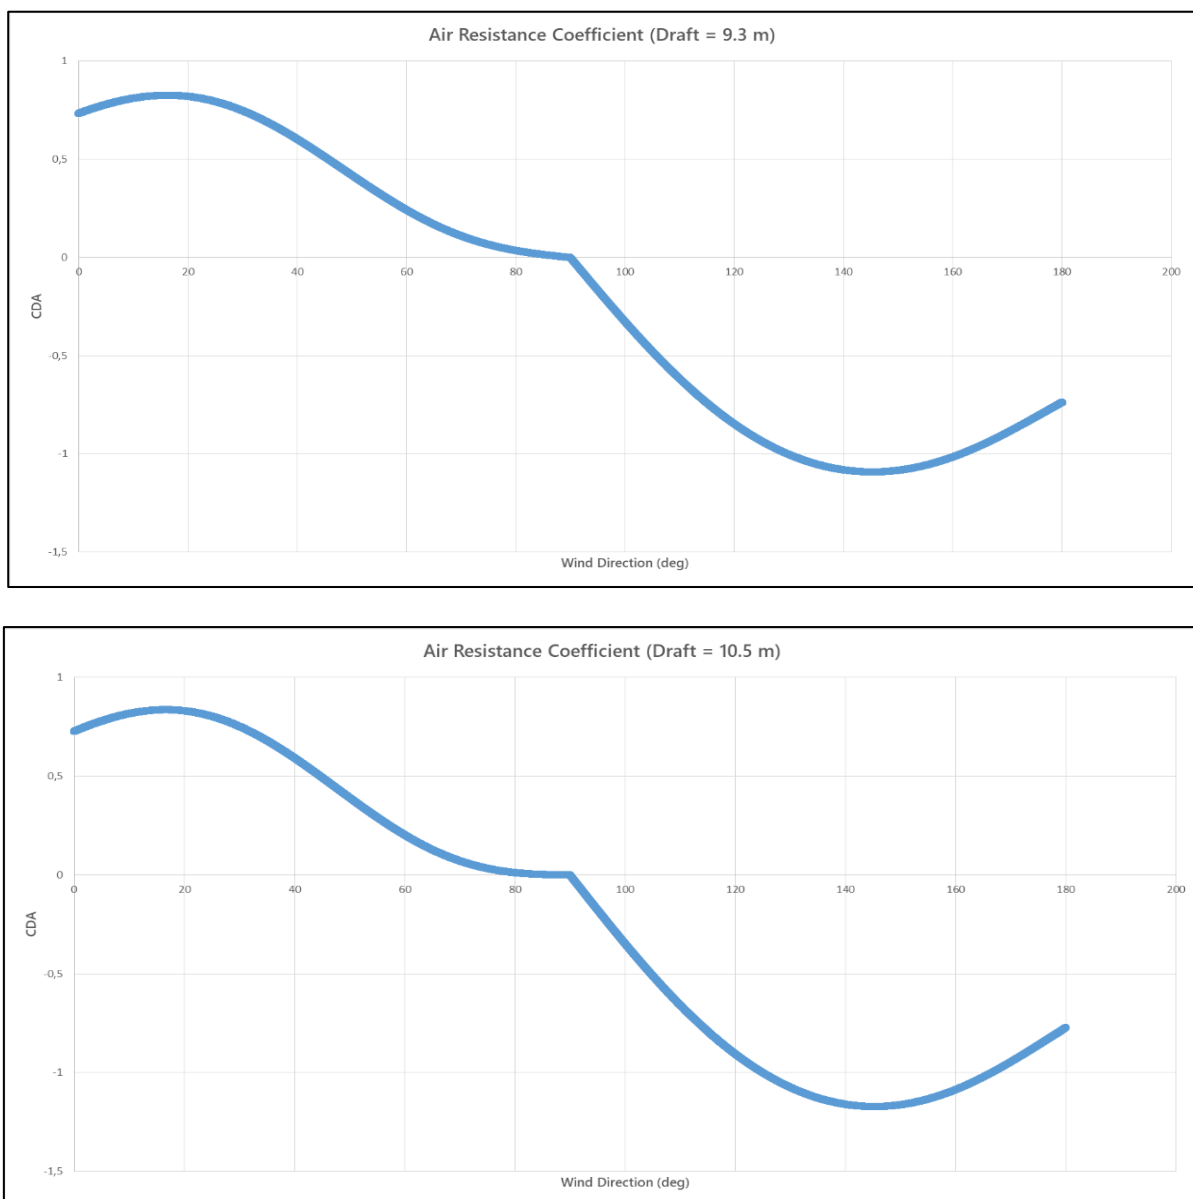 Air Resistance Coefficient (Draft = 9.3 m)
1
0,5
0
0 20 40 60 80 100 120 140 160 180 200
CDA
-0,5
-1
-1,5
Wind Direction (deg)
Air Resistance Coefficient (Draft = 10.5 m)
1
0,5
0
0 20 40 60 80 100 120 140 160 180 200
CDA
-0,5
-1
-1,5
Wind Direction (deg)